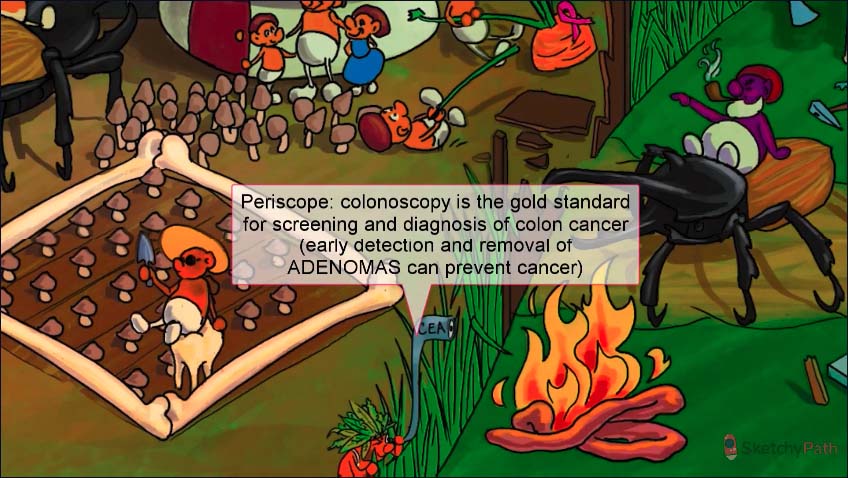 Periscope: colonoscopy is the gold standard
for screening and diagnosis of colon cancer
(early detection and removal of
ADENOMAS can prevent cancer)
CEA
SketchyPath